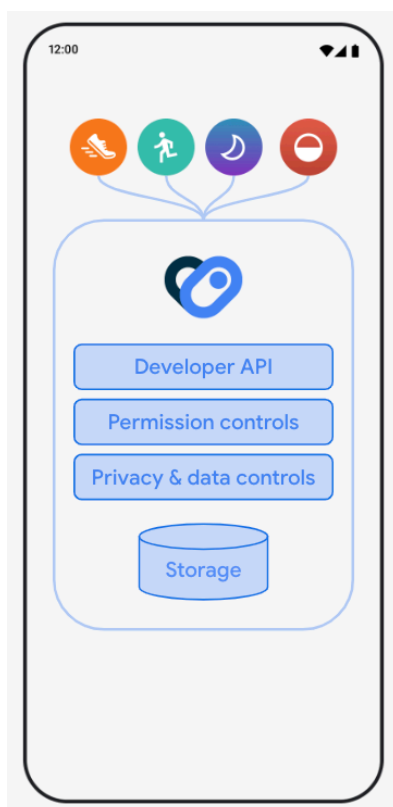 12:00
Developer API
Permission controls
Privacy & data controls
Storage